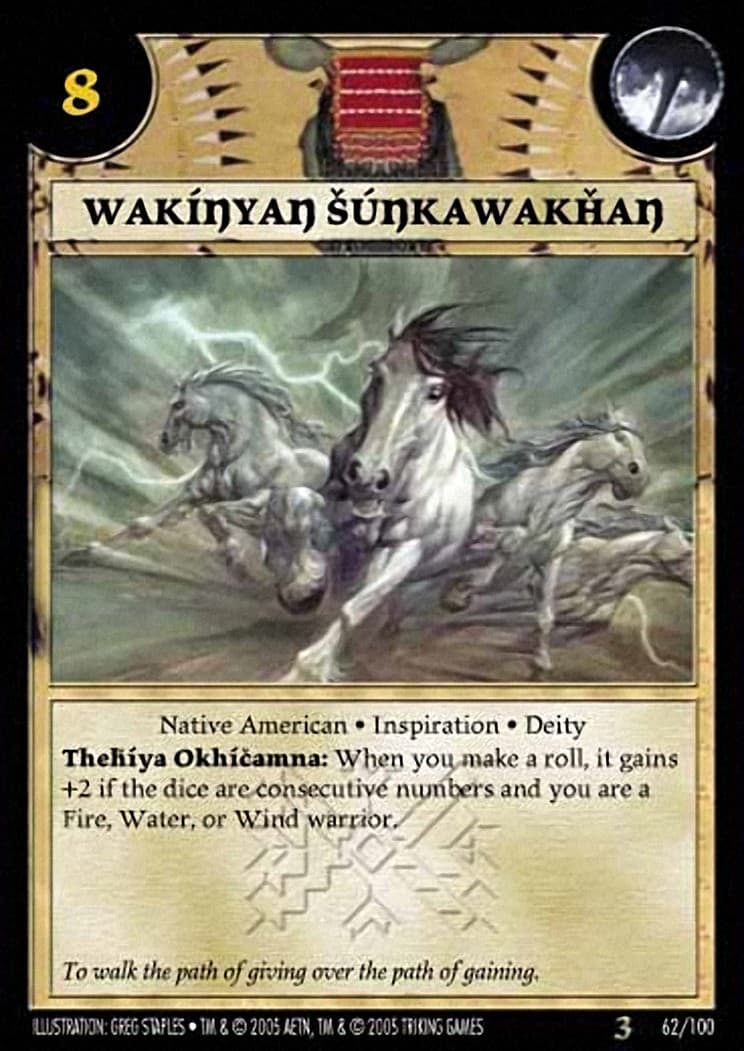 8
WAKÍŊYAŊ ŠÚŊKAWAKȞAŊ
Native American • Inspiration • Deity
Theȟíya Okhíčamna: When you make a roll, it gains
+2 if the dice are consecutive numbers and you are a
Fire, Water, or Wind warrior.
To walk the path of giving over the path of gaining.
ILLUSTRATION: GREG STAPLES • TM & © 2005 AETN, TM & © 2005 TRIKING GAMES 3 62/100